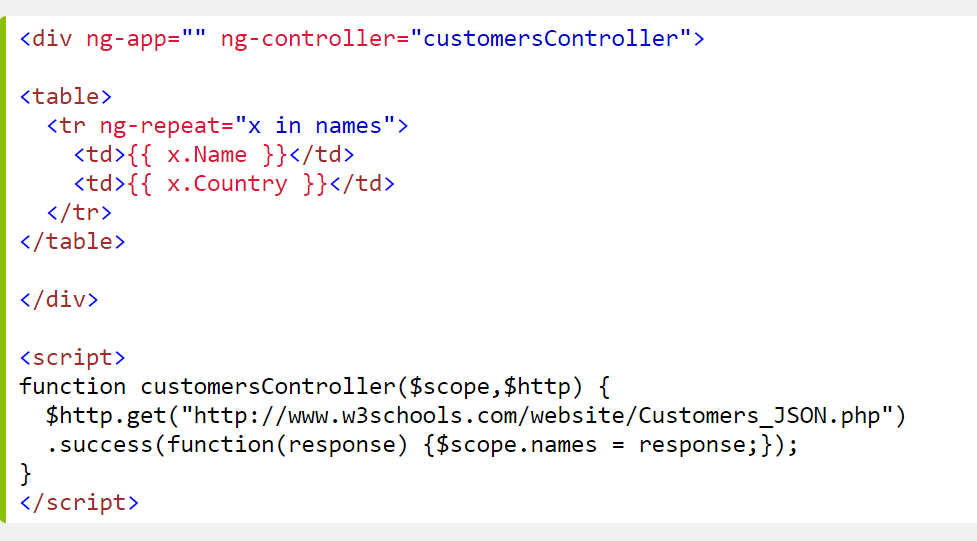 <div ng-app="" ng-controller="customersController">
<table>
<tr ng-repeat="x in names">
<td>{{ x.Name }}</td>
<td>{{ x.Country }}</td>
</tr>
</table>
</div>
<script>
function customersController($scope,$http) {
$http.get("http://www.w3schools.com/website/Customers_JSON.php")
.success(function(response) {$scope.names = response;});
}
</script>